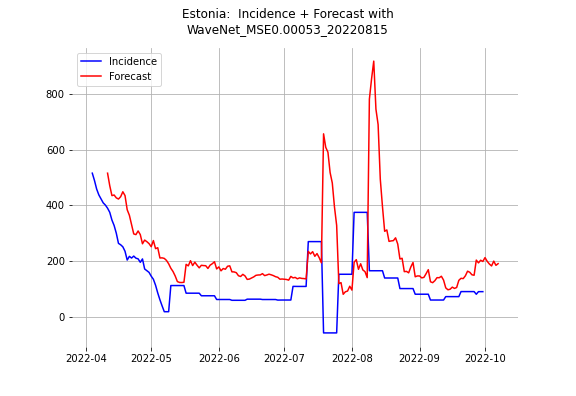 Estonia:  Incidence + Forecast with
WaveNet_MSE0.00053_20220815
Incidence
Forecast
800
600
400
200
0
2022-04 2022-05 2022-06 2022-07 2022-08 2022-09 2022-10